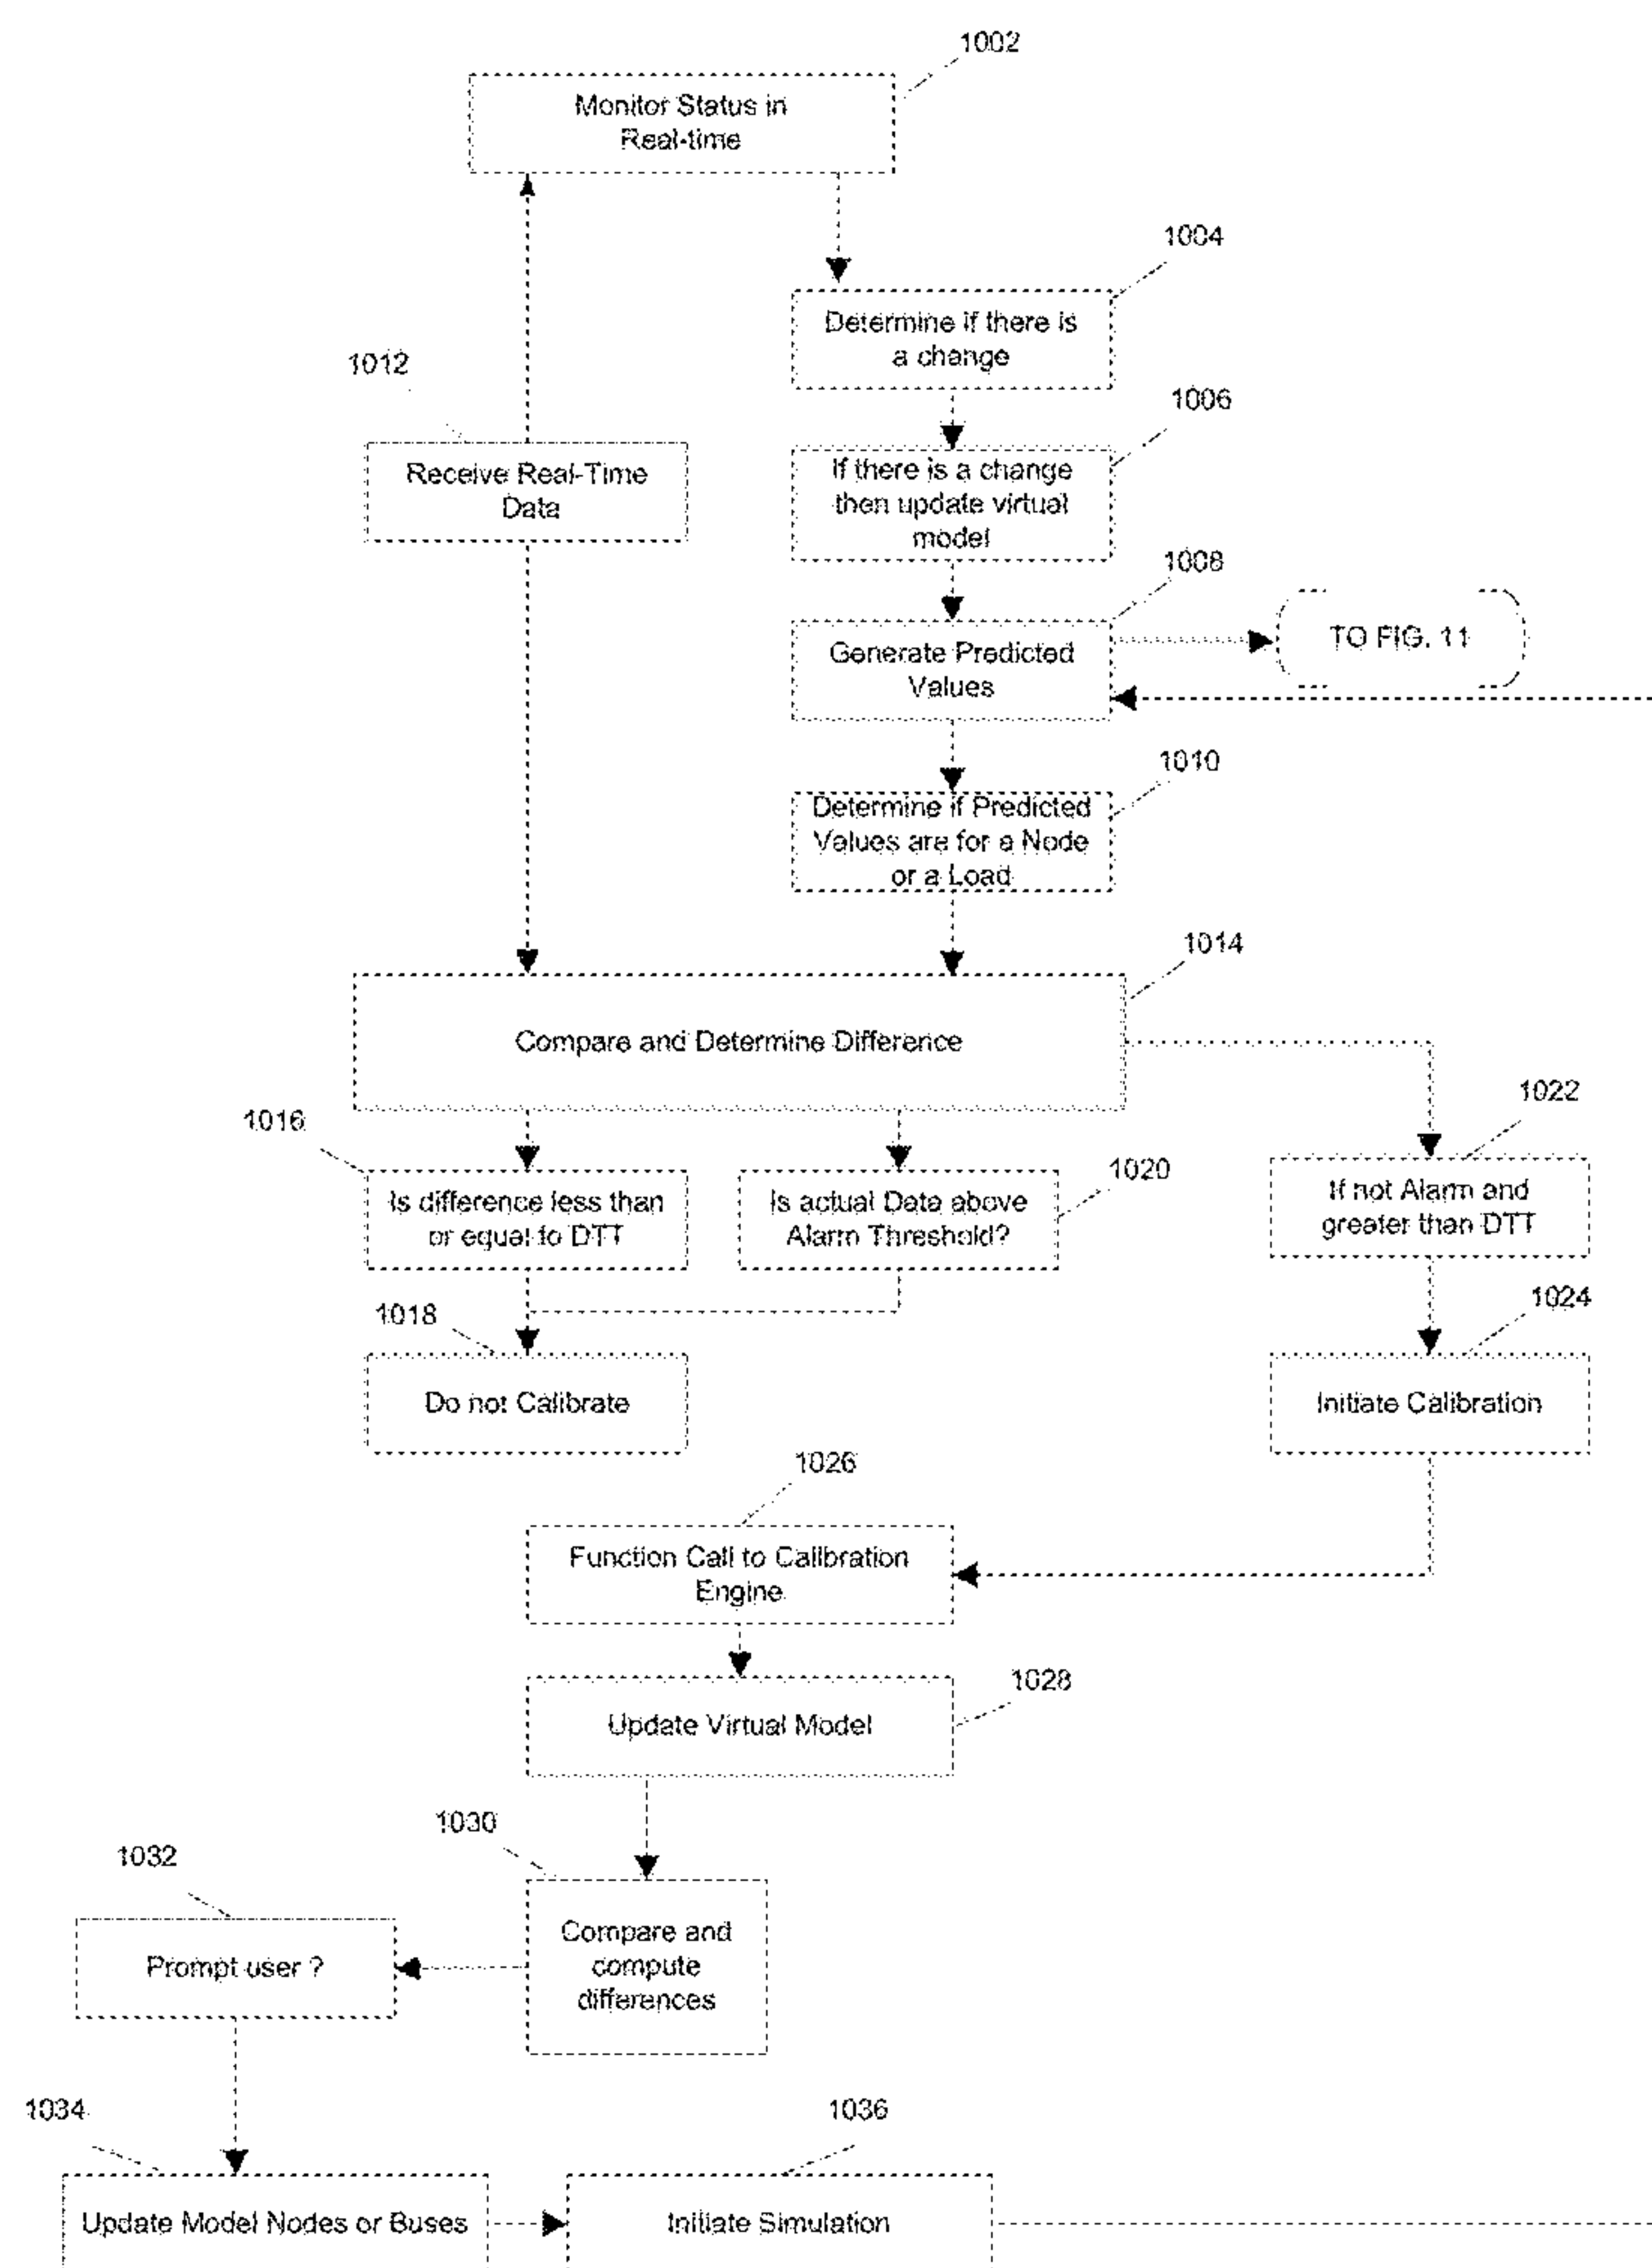 1002
Monitor Status in
Real-time
1004
Determine if there is
a change
1012
1006
Receive Real-Time
Data
If there is a change
then update virtual
model
1008
TO FIG. 11
Generate Predicted
Values
1010
Determine if Predicted
Values are for a Node
or a Load
1014
Compare and Determine Difference
1016
1022
1020
Is difference less than
or equal to DTT
Is actual Data above
Alarm Threshold?
If not Alarm and
greater than DTT
1018
1024
Do not Calibrate
Initiate Calibration
1026
Function Call to Calibration
Engine
1028
Update Virtual Model
1030
1032
Compare and
compute
differences
Prompt user ?
1034
1036
Update Model Nodes or Buses
Initiate Simulation